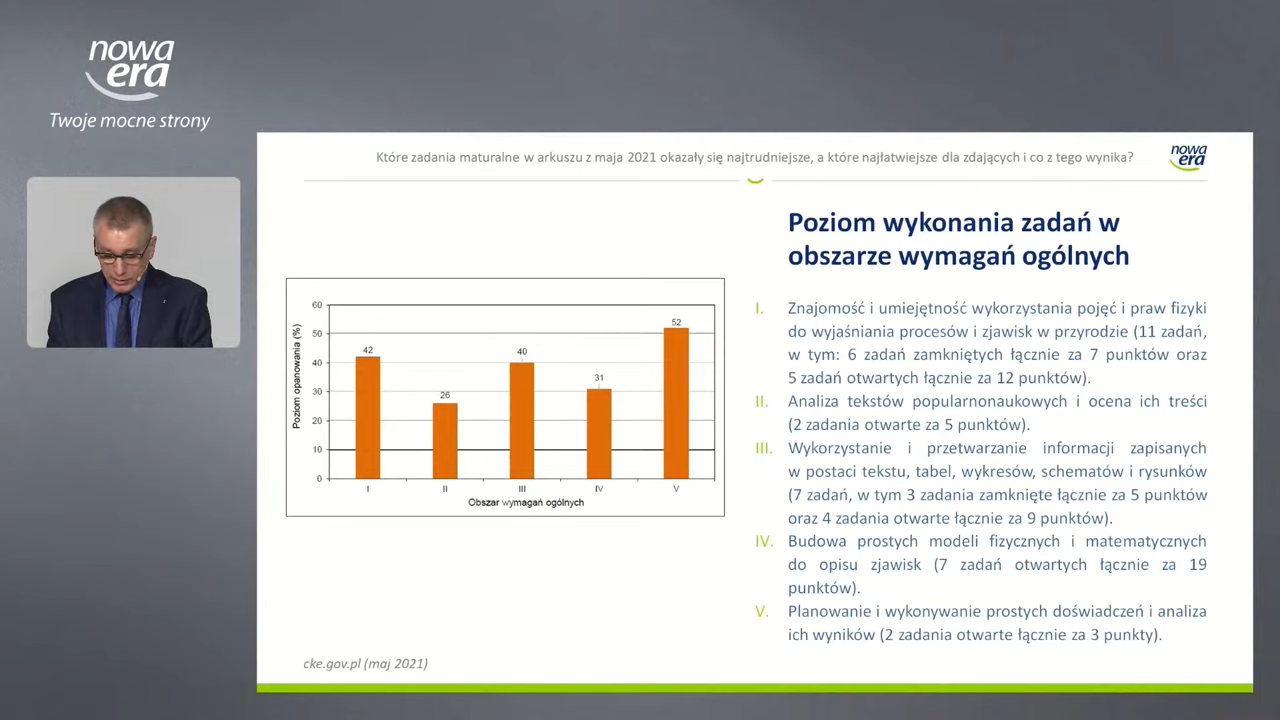 nowa
era
Twoje mocne strony
Które zadania maturalne w arkuszu z maja 2021 okazały się najtrudniejsze, a które najłatwiejsze dla zdających i co z tego wynika?
nowa
era
Poziom wykonania zadań w
obszarze wymagań ogólnych
60
50
40
30
20
10
0
Poziom opanowania (%)
42
26
40
31
52
I
II
III
IV
V
Obszar wymagań ogólnych
I. Znajomość i umiejętność wykorzystania pojęć i praw fizyki
do wyjaśniania procesów i zjawisk w przyrodzie (11 zadań,
w tym: 6 zadań zamkniętych łącznie za 7 punktów oraz
5 zadań otwartych łącznie za 12 punktów).
II. Analiza tekstów popularnonaukowych i ocena ich treści
(2 zadania otwarte za 5 punktów).
III. Wykorzystanie i przetwarzanie informacji zapisanych
w postaci tekstu, tabel, wykresów, schematów i rysunków
(7 zadań, w tym 3 zadania zamknięte łącznie za 5 punktów
oraz 4 zadania otwarte łącznie za 9 punktów).
IV. Budowa prostych modeli fizycznych i matematycznych
do opisu zjawisk (7 zadań otwartych łącznie za 19
punktów).
V. Planowanie i wykonywanie prostych doświadczeń i analiza
ich wyników (2 zadania otwarte łącznie za 3 punkty).
cke.gov.pl (maj 2021)